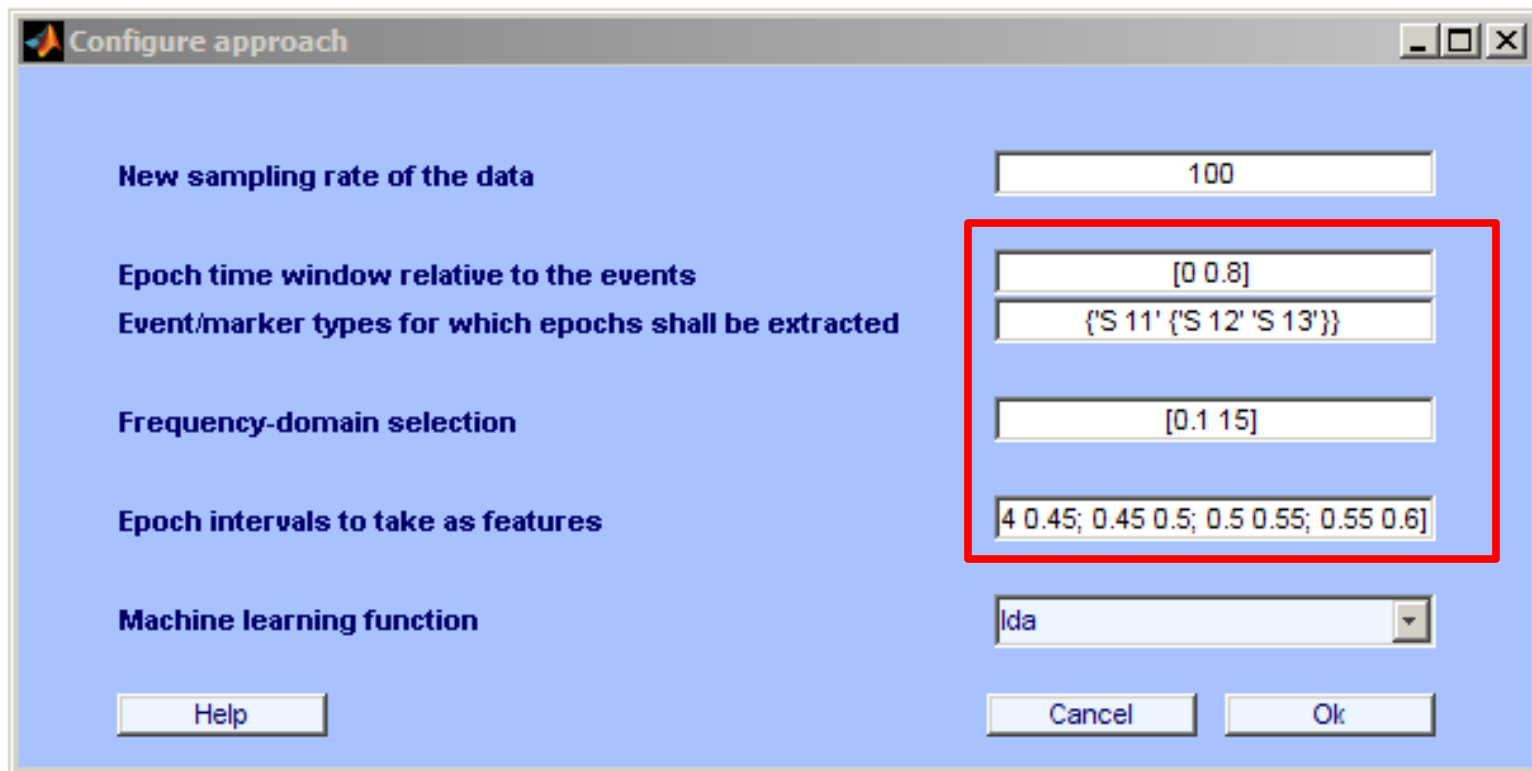 Configure approach
New sampling rate of the data 100
Epoch time window relative to the events [0 0.8]
Event/marker types for which epochs shall be extracted {'S 11' {'S 12' 'S 13'}}
Frequency-domain selection [0.1 15]
Epoch intervals to take as features 4 0.45; 0.45 0.5; 0.5 0.55; 0.55 0.6]
Machine learning function lda
Help Cancel Ok